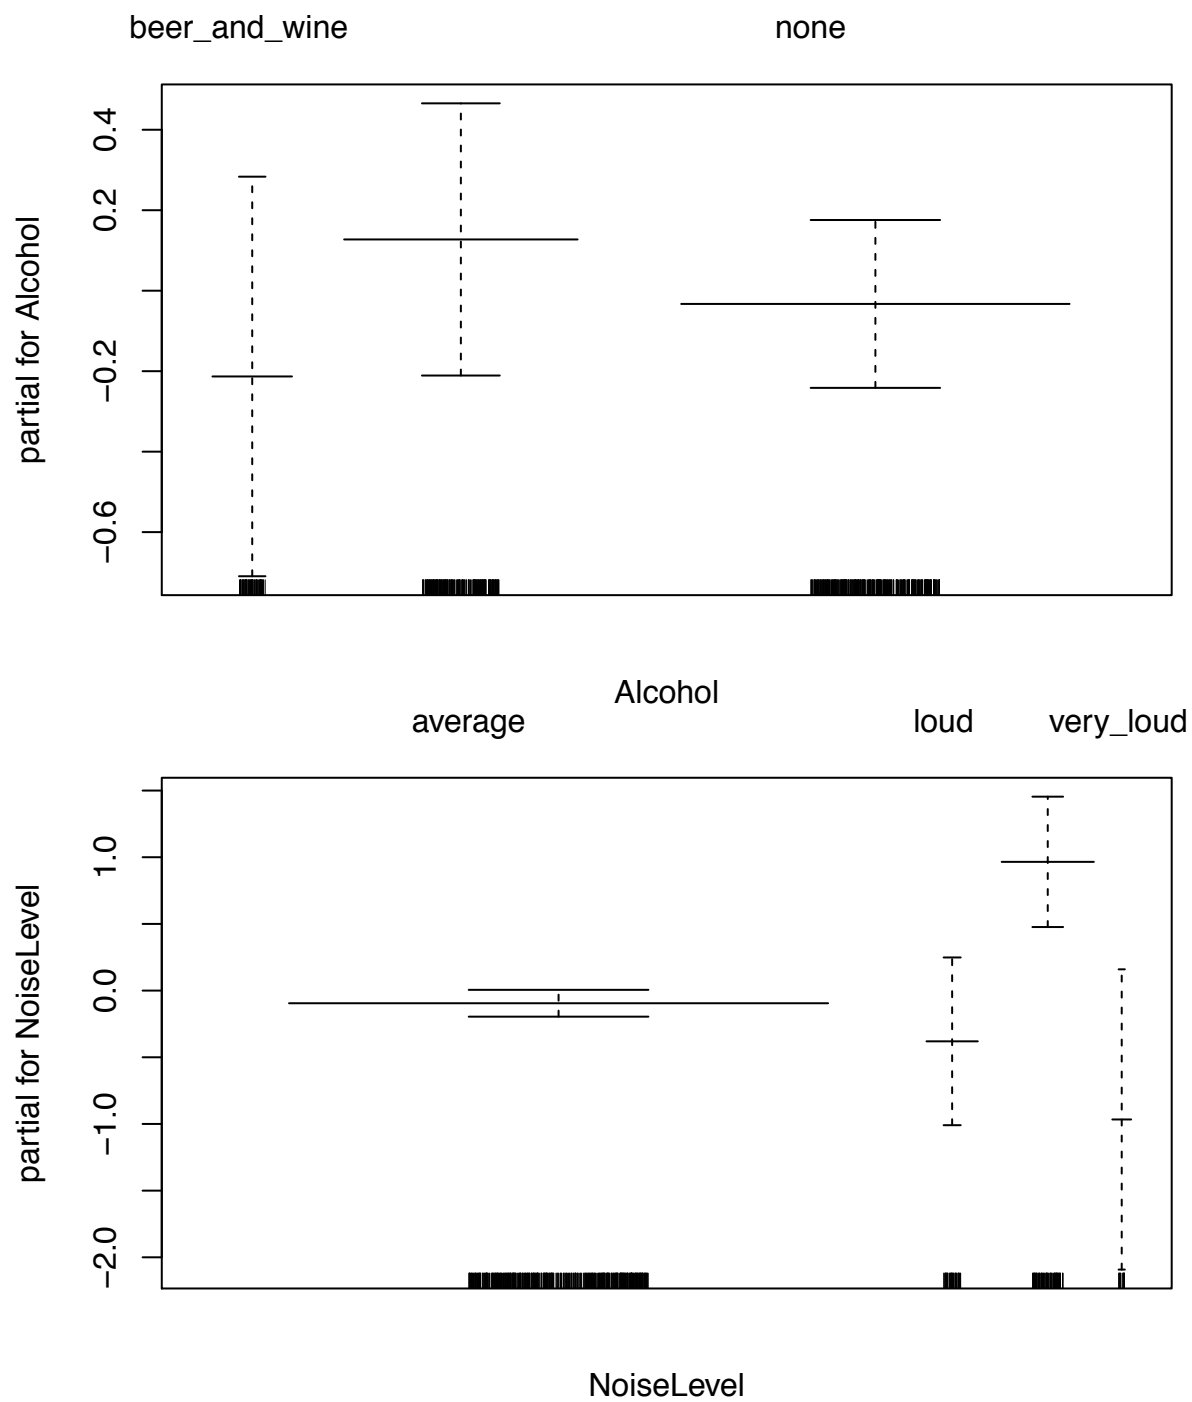 beer_and_wine none
partial for Alcohol
0.4
0.2
−0.2
−0.6
Alcohol
average loud very_loud
partial for NoiseLevel
1.0
0.0
−1.0
−2.0
NoiseLevel